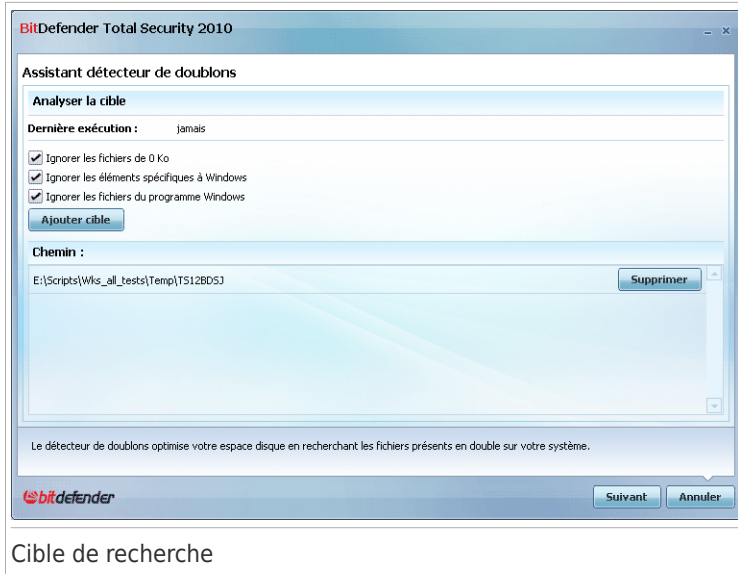 BitDefender Total Security 2010
Assistant détecteur de doublons
Analyser la cible
Dernière exécution : jamais
Ignorer les fichiers de 0 Ko
Ignorer les éléments spécifiques à Windows
Ignorer les fichiers du programme Windows
Ajouter cible
Chemin :
E:\Scripts\Wks_all_tests\Temp\TS12BDSJ Supprimer
Le détecteur de doublons optimise votre espace disque en recherchant les fichiers présents en double sur votre système.
bitdefender Suivant Annuler
Cible de recherche